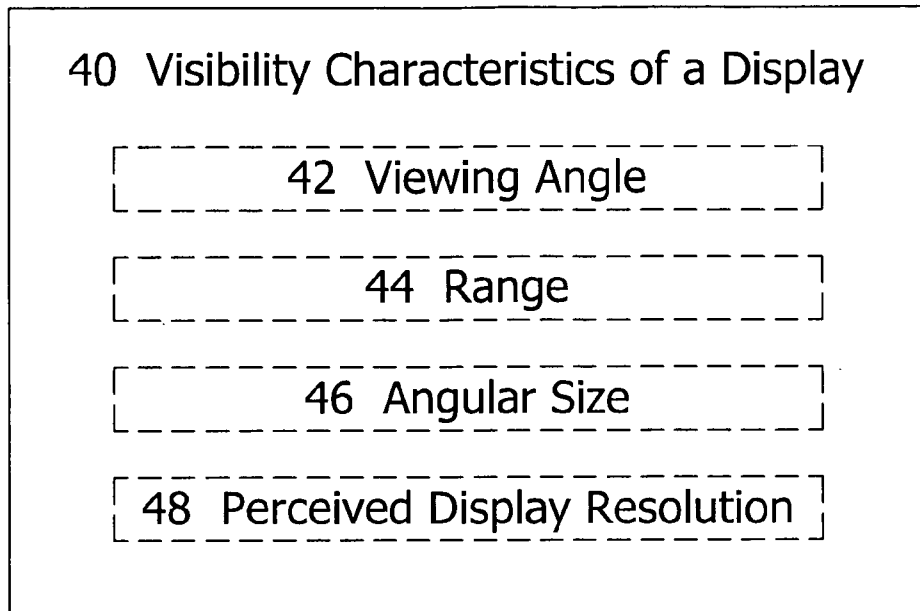 40 Visibility Characteristics of a Display
42 Viewing Angle
44 Range
46 Angular Size
48 Perceived Display Resolution